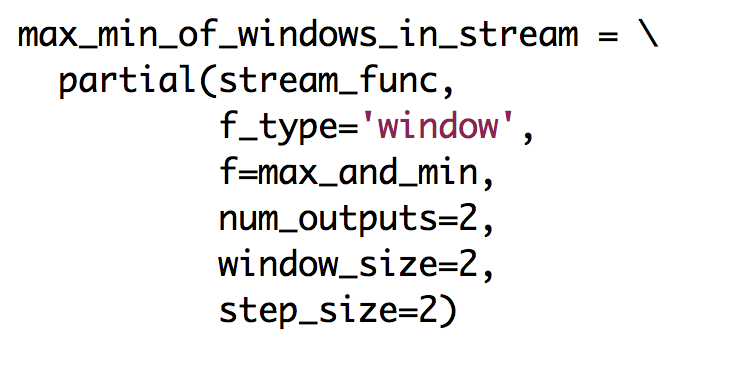 max_min_of_windows_in_stream = \
  partial(stream_func,
          f_type='window',
          f=max_and_min,
          num_outputs=2,
          window_size=2,
          step_size=2)